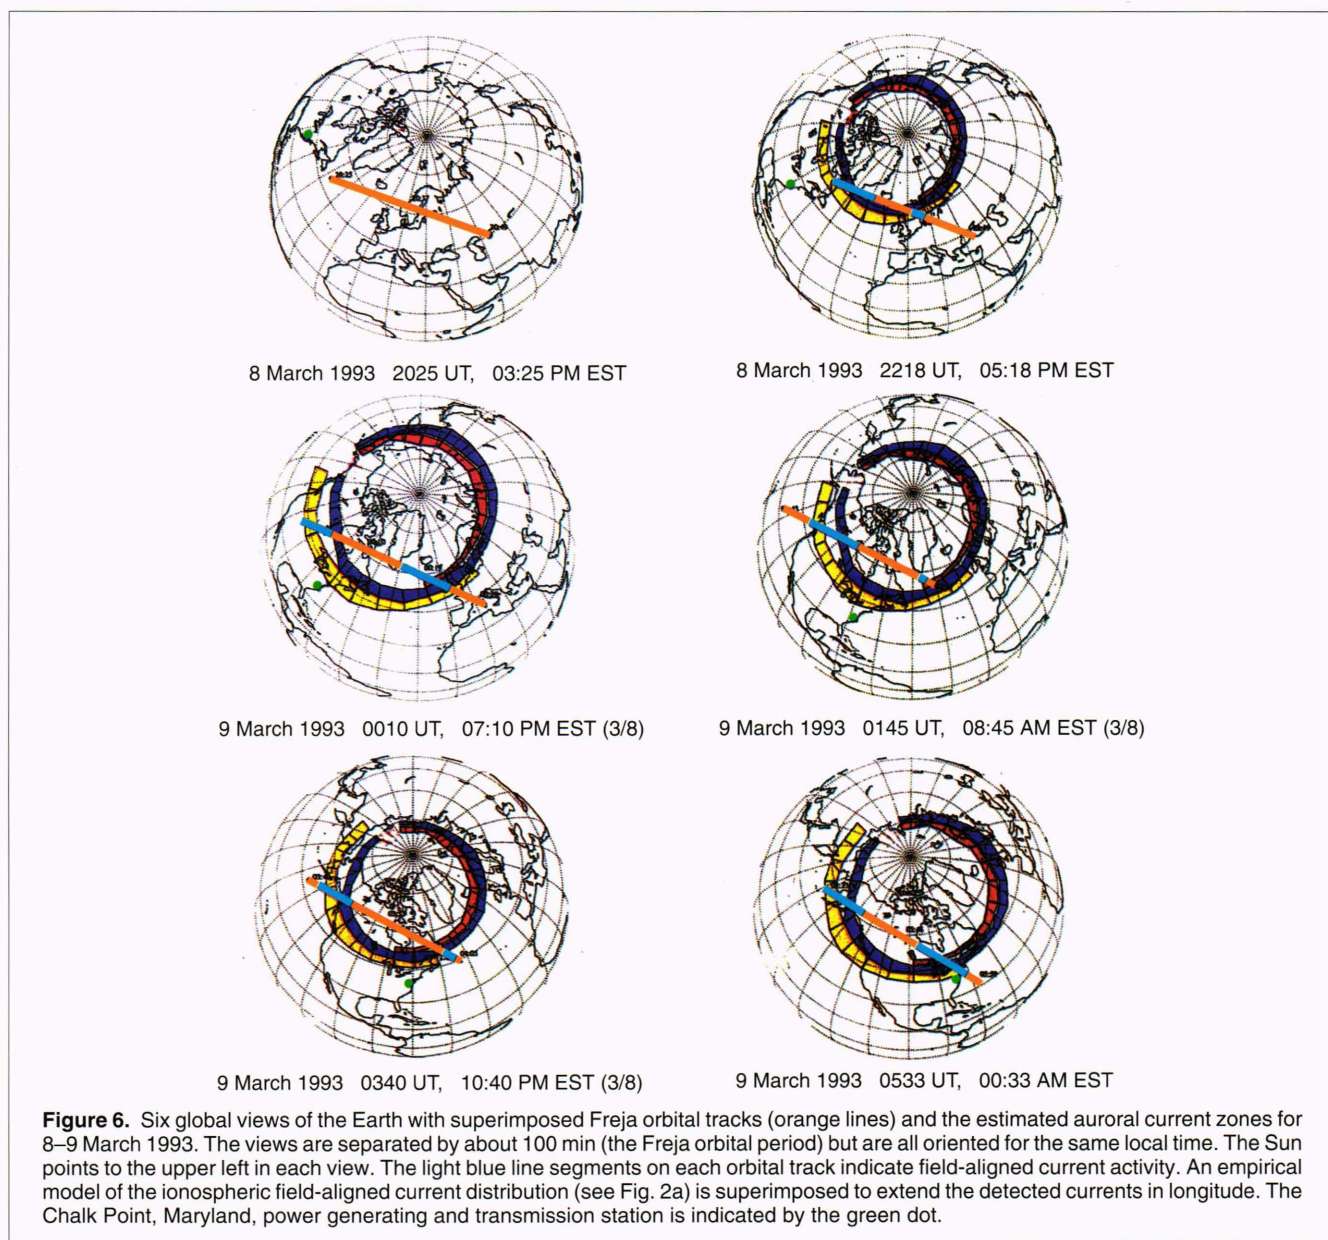 8 March 1993 2025 UT, 03:25 PM EST
8 March 1993 2218 UT, 05:18 PM EST
9 March 1993 0010 UT, 07:10 PM EST (3/8)
9 March 1993 0145 UT, 08:45 AM EST (3/8)
9 March 1993 0340 UT, 10:40 PM EST (3/8)
9 March 1993 0533 UT, 00:33 AM EST
Figure 6. Six global views of the Earth with superimposed Freja orbital tracks (orange lines) and the estimated auroral current zones for
8–9 March 1993. The views are separated by about 100 min (the Freja orbital period) but are all oriented for the same local time. The Sun
points to the upper left in each view. The light blue line segments on each orbital track indicate field-aligned current activity. An empirical
model of the ionospheric field-aligned current distribution (see Fig. 2a) is superimposed to extend the detected currents in longitude. The
Chalk Point, Maryland, power generating and transmission station is indicated by the green dot.